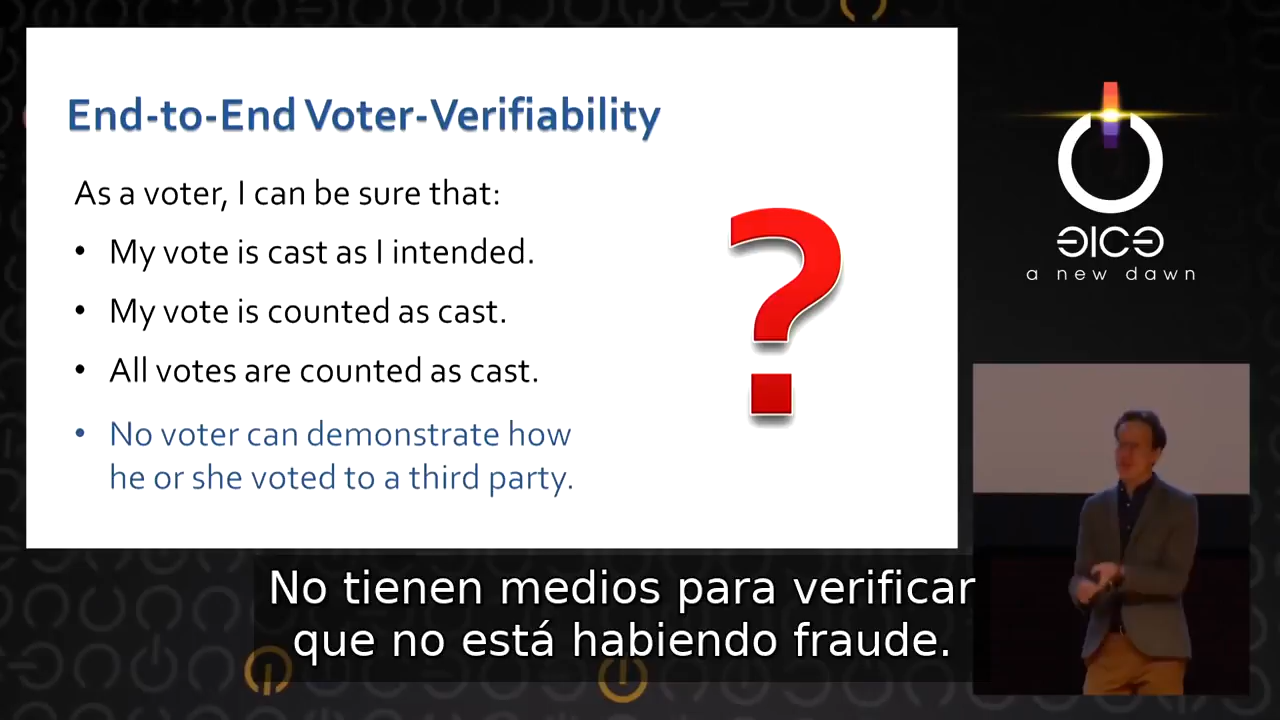 End-to-End Voter-Verifiability
As a voter, I can be sure that:
• My vote is cast as I intended.
• My vote is counted as cast.
• All votes are counted as cast.
• No voter can demonstrate how
he or she voted to a third party.
?
a new dawn
No tienen medios para verificar
que no está habiendo fraude.